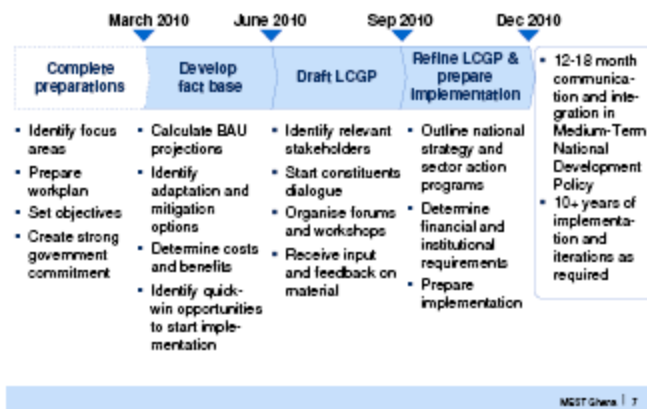 March 2010 June 2010 Sep 2010 Dec 2010
Complete
preparations
Develop
fact base
Draft LCGP
Refine LCGP &
prepare
implementation
• Identify focus
areas
• Prepare
workplan
• Set objectives
• Create strong
government
commitment
• Calculate BAU
projections
• Identify
adaptation and
mitigation
options
• Determine costs
and benefits
• Identify quick-
win opportunities
to start imple-
mentation
• Identify relevant
stakeholders
• Start constituents
dialogue
• Organise forums
and workshops
• Receive input
and feedback on
material
• Outline national
strategy and
sector action
programs
• Determine
financial and
institutional
requirements
• Prepare
implementation
• 12-18 month
communica-
tion and inte-
gration in
Medium-Term
National
Development
Policy
• 10+ years of
implementa-
tion and
iterations as
required
MEST Ghana | 7